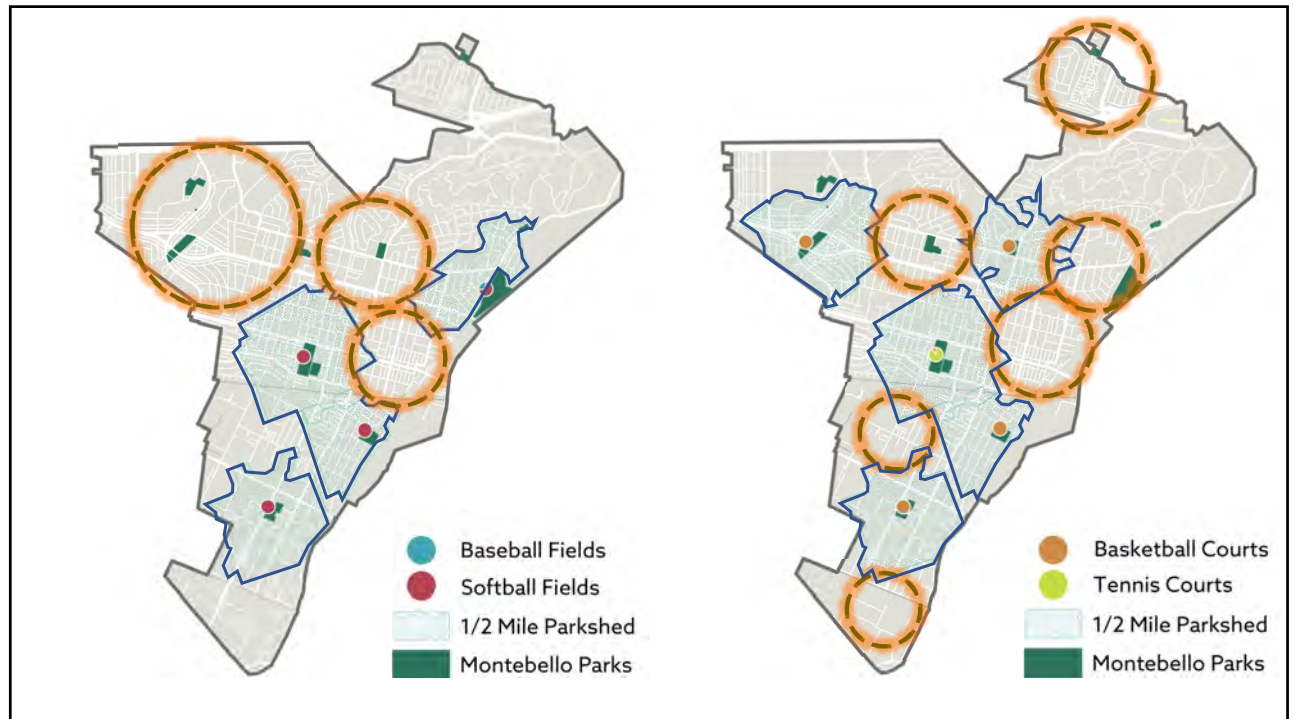 Baseball Fields
Softball Fields
1/2 Mile Parkshed
Montebello Parks
Basketball Courts
Tennis Courts
1/2 Mile Parkshed
Montebello Parks